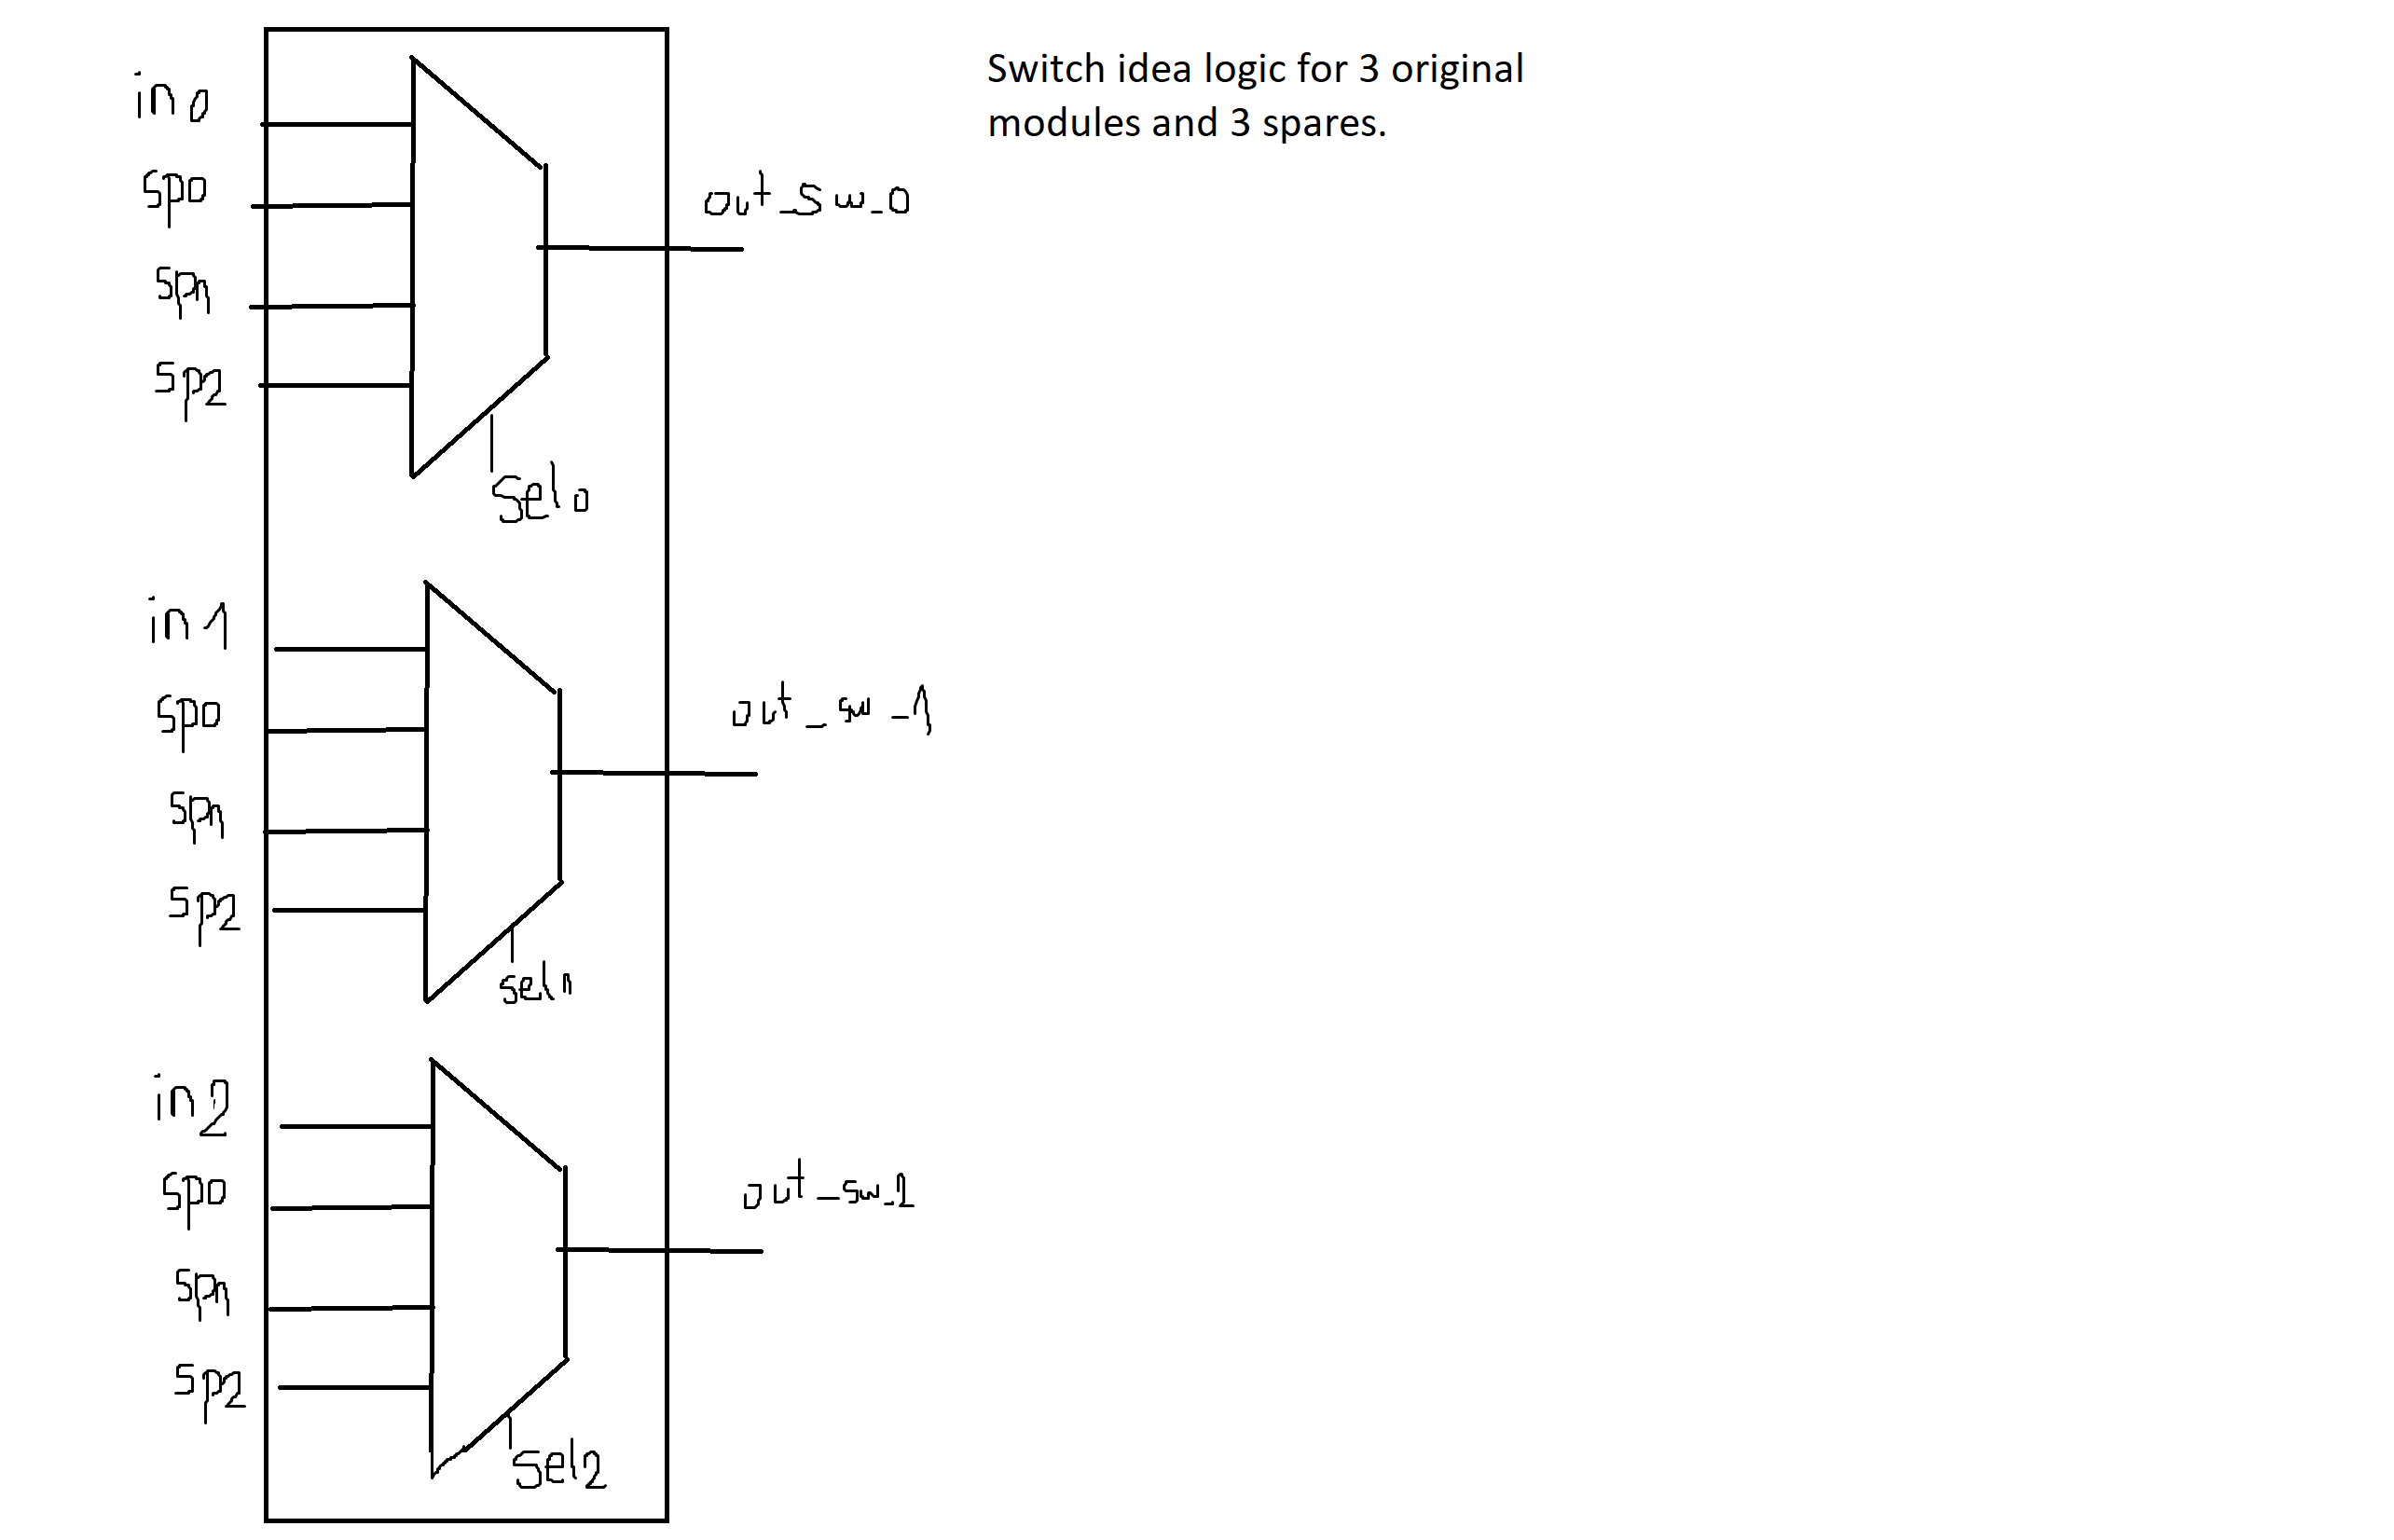 Switch idea logic for 3 original
modules and 3 spares.
in0
sp0
sp1
sp2
out_sw_0
Sel0
in1
sp0
sp1
sp2
out_sw_1
sel1
in2
sp0
sp1
sp2
out_sw_2
Sel2